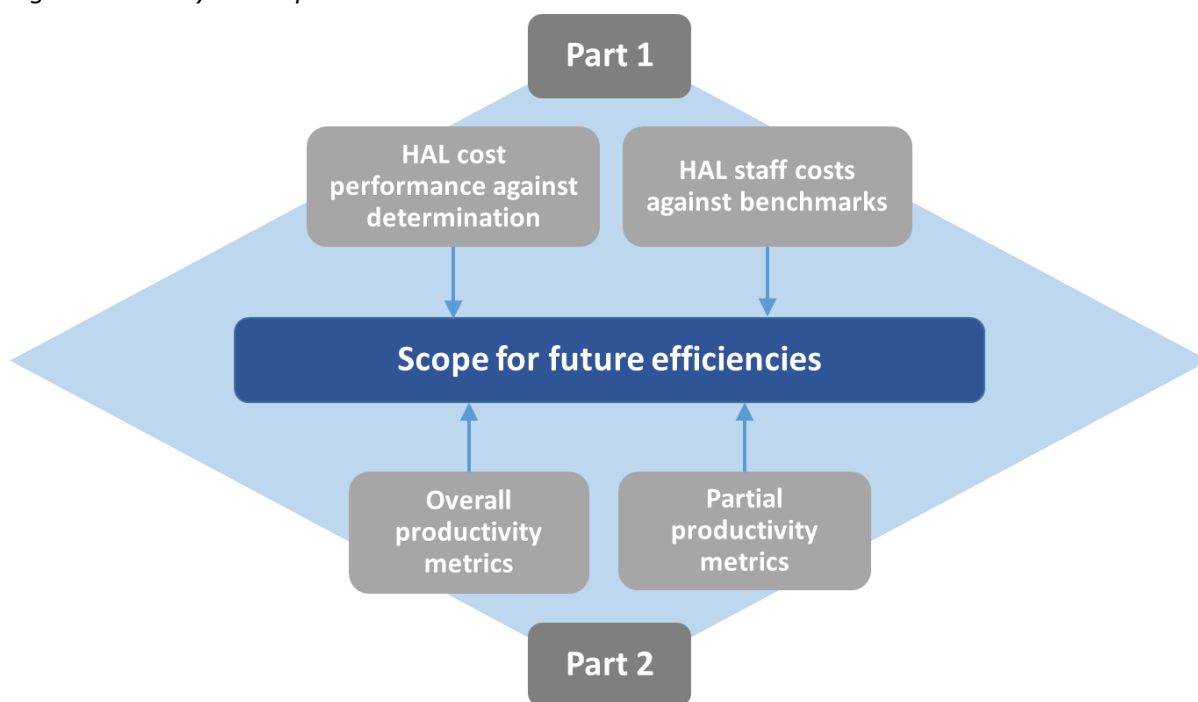 Part 1
HAL cost
performance against
determination
HAL staff costs
against benchmarks
Scope for future efficiencies
Overall
productivity
metrics
Partial
productivity
metrics
Part 2